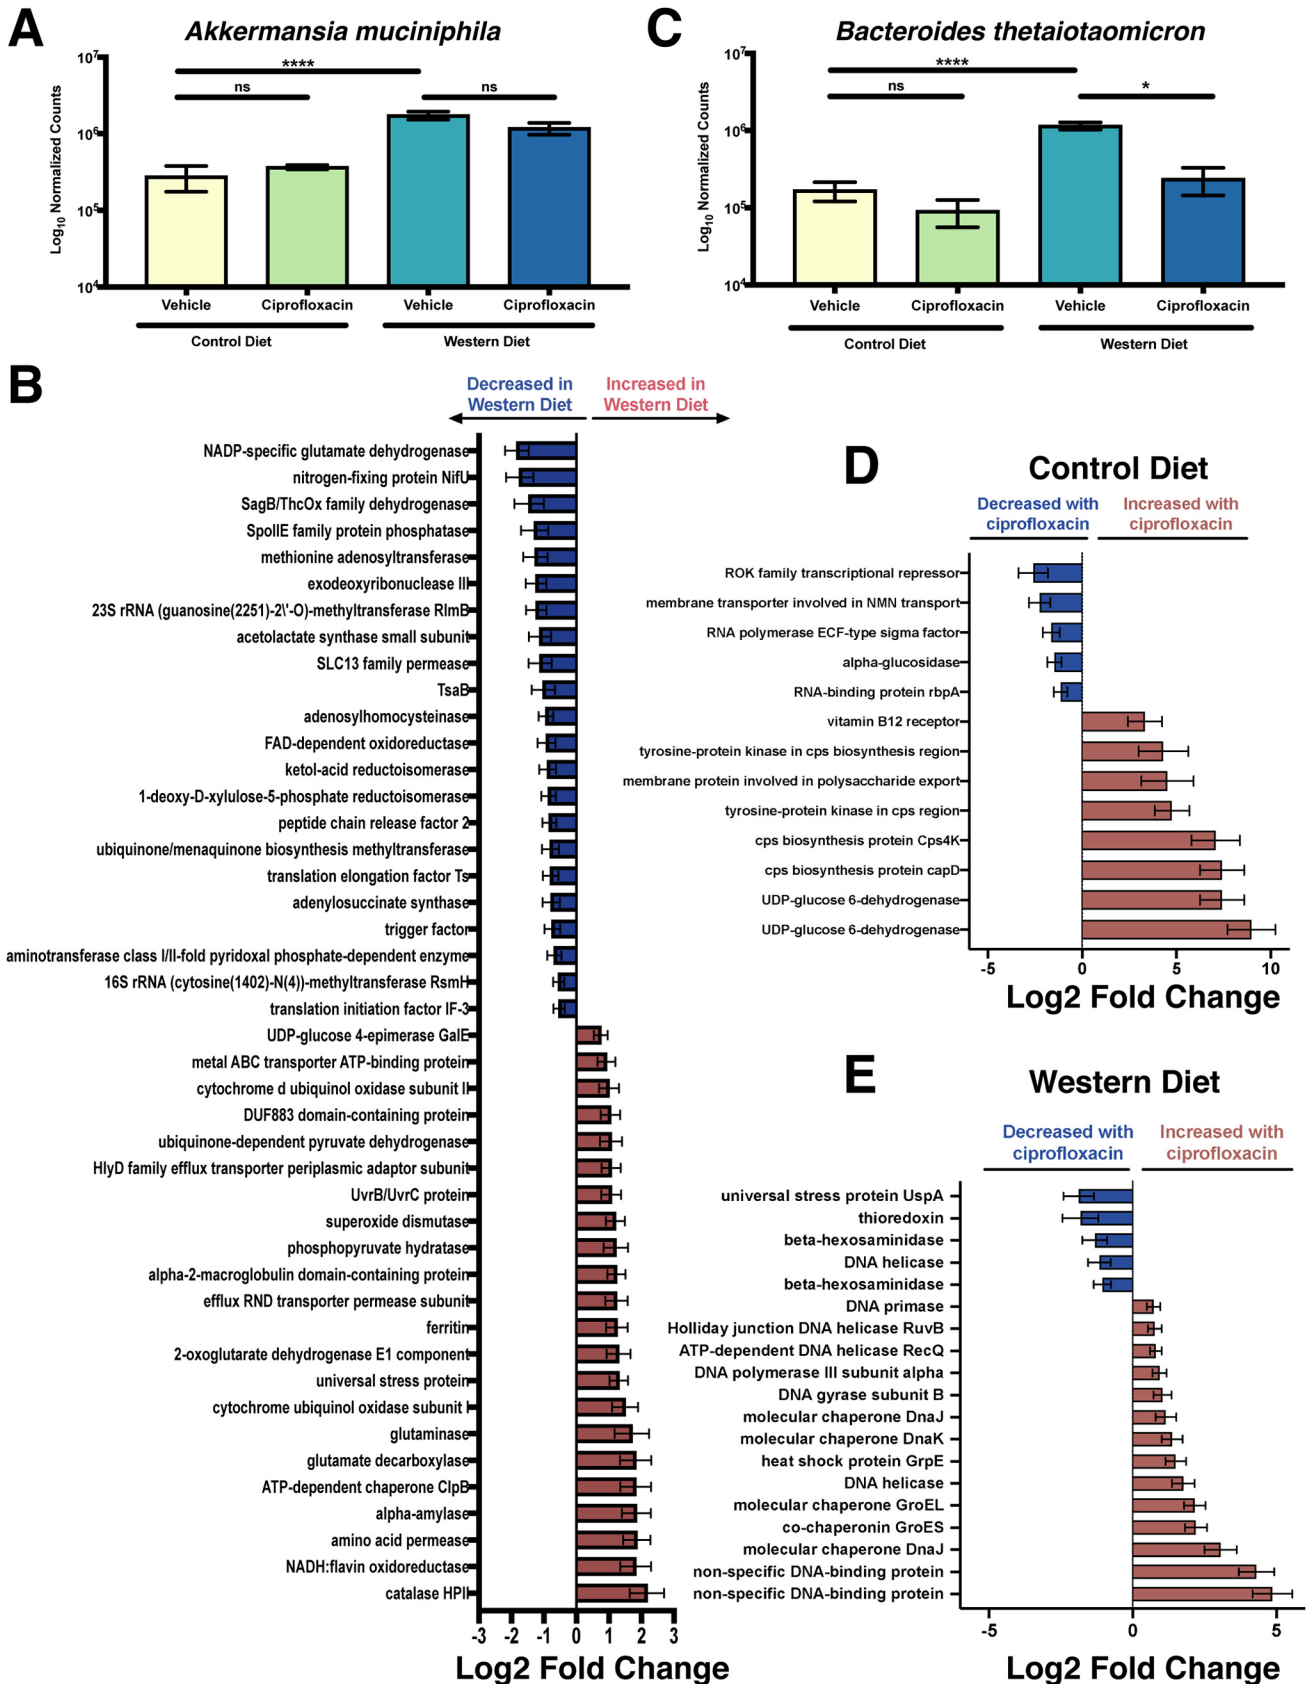 A
Akkermansia muciniphila
Log10 Normalized Counts
10^7
10^6
10^5
10^4
****
ns
ns
Vehicle
Ciprofloxacin
Vehicle
Ciprofloxacin
Control Diet
Western Diet
C
Bacteroides thetaiotaomicron
Log10 Normalized Counts
10^7
10^6
10^5
10^4
****
ns
*
Vehicle
Ciprofloxacin
Vehicle
Ciprofloxacin
Control Diet
Western Diet
B
Decreased in
Western Diet
Increased in
Western Diet
NADP-specific glutamate dehydrogenase
nitrogen-fixing protein NifU
SagB/ThcOx family dehydrogenase
SpoIIE family protein phosphatase
methionine adenosyltransferase
exodeoxyribonuclease III
23S rRNA (guanosine(2251)-2\'-O)-methyltransferase RlmB
acetolactate synthase small subunit
SLC13 family permease
TsaB
adenosylhomocysteinase
FAD-dependent oxidoreductase
ketol-acid reductoisomerase
1-deoxy-D-xylulose-5-phosphate reductoisomerase
peptide chain release factor 2
ubiquinone/menaquinone biosynthesis methyltransferase
translation elongation factor Ts
adenylosuccinate synthase
trigger factor
aminotransferase class I/II-fold pyridoxal phosphate-dependent enzyme
16S rRNA (cytosine(1402)-N(4))-methyltransferase RsmH
translation initiation factor IF-3
UDP-glucose 4-epimerase GalE
metal ABC transporter ATP-binding protein
cytochrome d ubiquinol oxidase subunit II
DUF883 domain-containing protein
ubiquinone-dependent pyruvate dehydrogenase
HlyD family efflux transporter periplasmic adaptor subunit
UvrB/UvrC protein
superoxide dismutase
phosphopyruvate hydratase
alpha-2-macroglobulin domain-containing protein
efflux RND transporter permease subunit
ferritin
2-oxoglutarate dehydrogenase E1 component
universal stress protein
cytochrome ubiquinol oxidase subunit I
glutaminase
glutamate decarboxylase
ATP-dependent chaperone ClpB
alpha-amylase
amino acid permease
NADH:flavin oxidoreductase
catalase HPII
-3 -2 -1 0 1 2 3
Log2 Fold Change
D
Control Diet
Decreased with
ciprofloxacin
Increased with
ciprofloxacin
ROK family transcriptional repressor
membrane transporter involved in NMN transport
RNA polymerase ECF-type sigma factor
alpha-glucosidase
RNA-binding protein rbpA
vitamin B12 receptor
tyrosine-protein kinase in cps biosynthesis region
membrane protein involved in polysaccharide export
tyrosine-protein kinase in cps region
cps biosynthesis protein Cps4K
cps biosynthesis protein capD
UDP-glucose 6-dehydrogenase
UDP-glucose 6-dehydrogenase
-5 0 5 10
Log2 Fold Change
E
Western Diet
Decreased with
ciprofloxacin
Increased with
ciprofloxacin
universal stress protein UspA
thioredoxin
beta-hexosaminidase
DNA helicase
beta-hexosaminidase
DNA primase
Holliday junction DNA helicase RuvB
ATP-dependent DNA helicase RecQ
DNA polymerase III subunit alpha
DNA gyrase subunit B
molecular chaperone DnaJ
molecular chaperone DnaK
heat shock protein GrpE
DNA helicase
molecular chaperone GroEL
co-chaperonin GroES
molecular chaperone DnaJ
non-specific DNA-binding protein
non-specific DNA-binding protein
-5 0 5
Log2 Fold Change